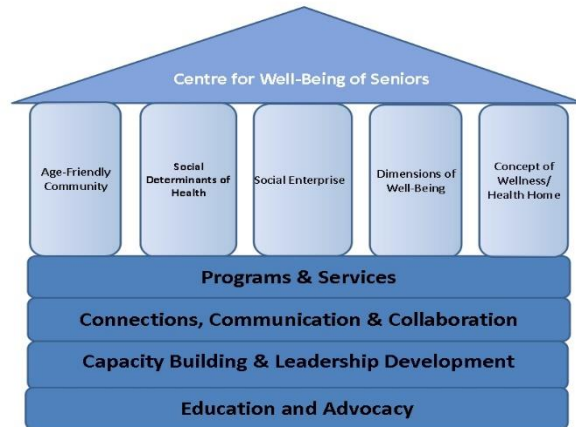 Centre for Well-Being of Seniors
Age-Friendly
Community
Social
Determinants of
Health
Social Enterprise
Dimensions of
Well-Being
Concept of
Wellness/
Health Home
Programs & Services
Connections, Communication & Collaboration
Capacity Building & Leadership Development
Education and Advocacy